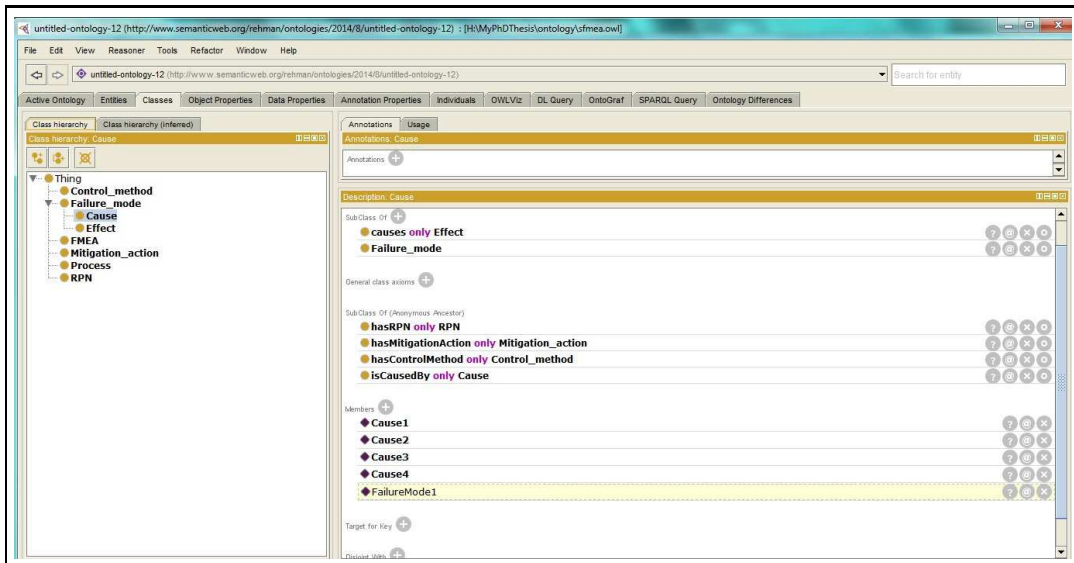 untitled-ontology-12 (http://www.semanticweb.org/rehman/ontologies/2014/8/untitled-ontology-12) : [H:\MyPhDThesis\ontology\sfmea.owl]
File Edit View Reasoner Tools Refactor Window Help
untitled-ontology-12 (http://www.semanticweb.org/rehman/ontologies/2014/8/untitled-ontology-12)
Search for entity
Active Ontology Entities Classes Object Properties Data Properties Annotation Properties Individuals OWLViz DL Query OntoGraf SPARQL Query Ontology Differences
Class hierarchy Class hierarchy (inferred)
Class hierarchy: Cause
Thing
Control_method
Failure_mode
Cause
Effect
FMEA
Mitigation_action
Process
RPN
Annotations Usage
Annotations: Cause
Annotations
Description: Cause
SubClass Of
causes only Effect
Failure_mode
General class axioms
SubClass Of (Anonymous Ancestor)
hasRPN only RPN
hasMitigationAction only Mitigation_action
hasControlMethod only Control_method
isCausedBy only Cause
Members
Cause1
Cause2
Cause3
Cause4
FailureMode1
Target for Key
Disjoint With